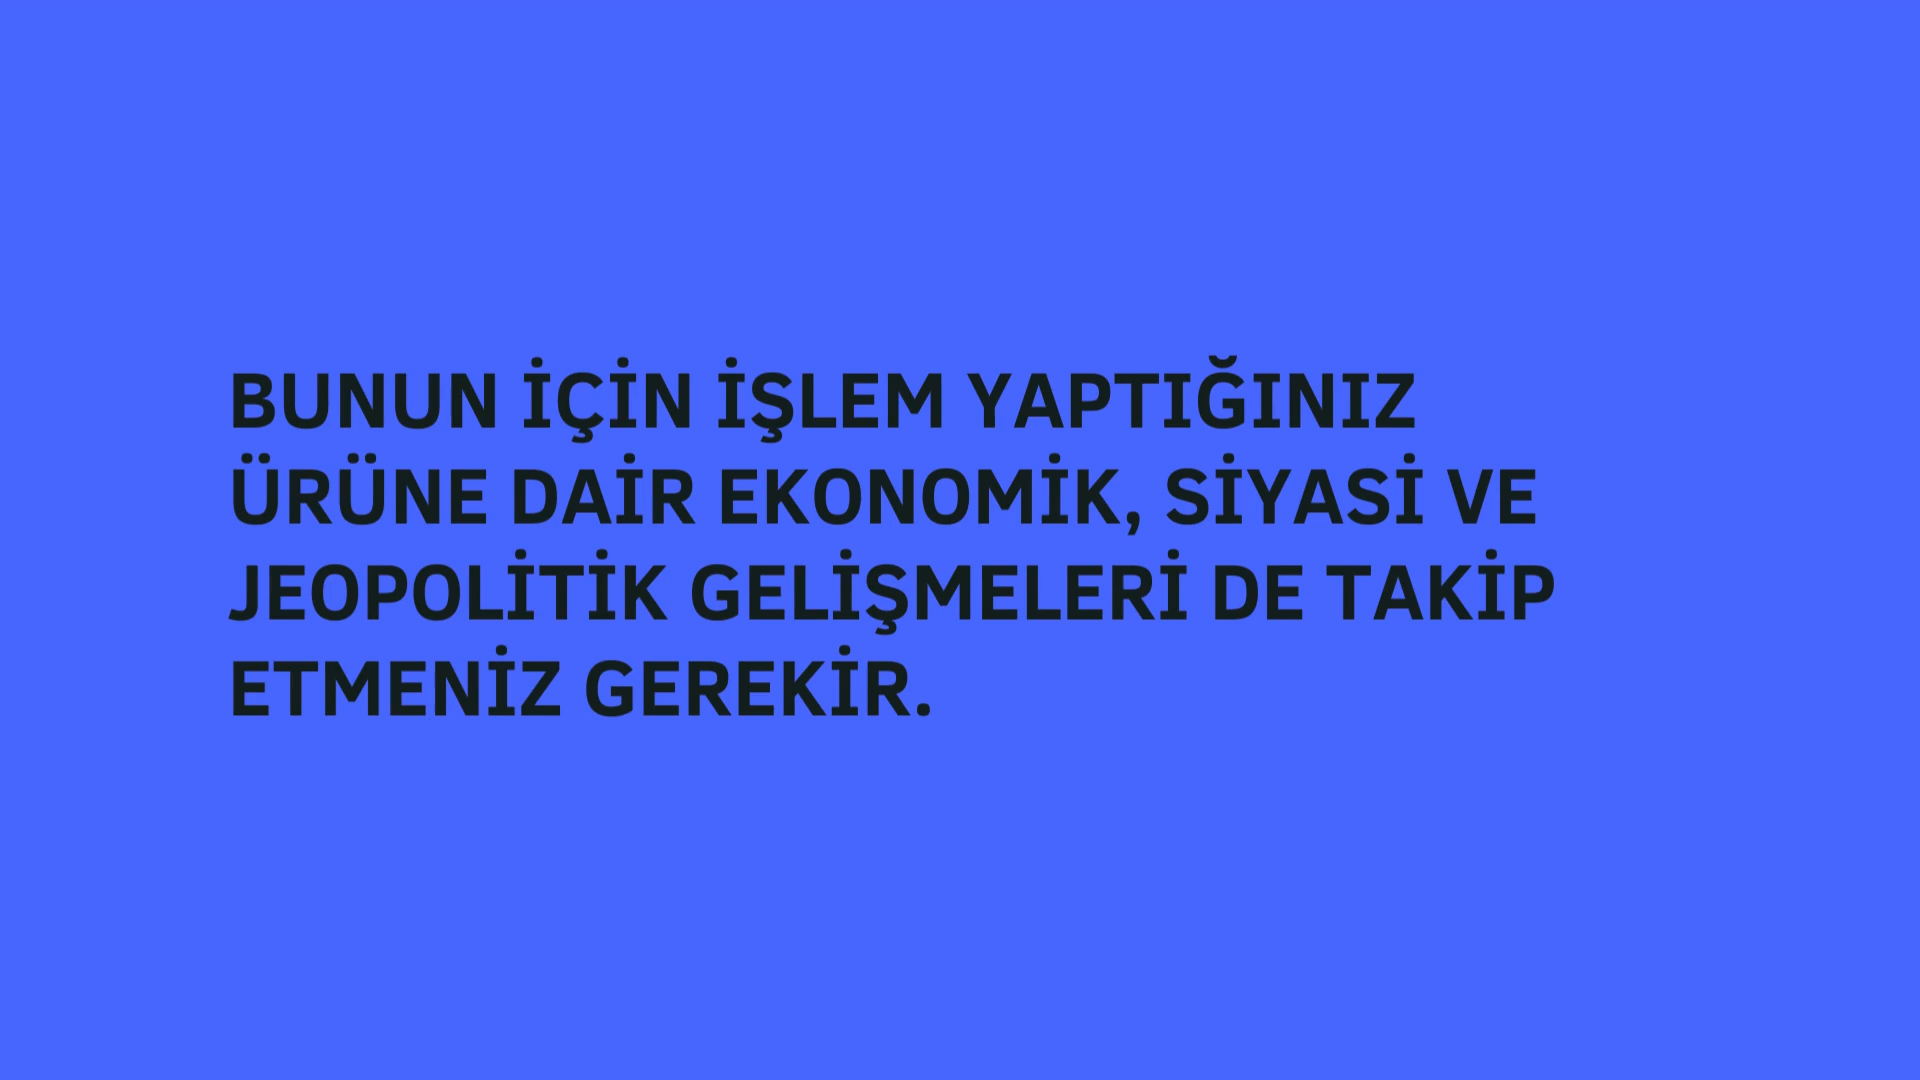 BUNUN İÇİN İŞLEM YAPTIĞINIZ
ÜRÜNE DAİR EKONOMİK, SİYASİ VE
JEOPOLİTİK GELİŞMELERİ DE TAKİP
ETMENİZ GEREKİR.